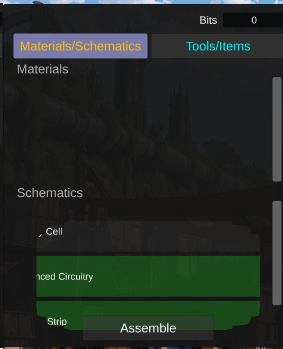 Bits 0
Materials/Schematics Tools/Items
Materials
Schematics
Cell
nced Circuitry
Strip
Assemble